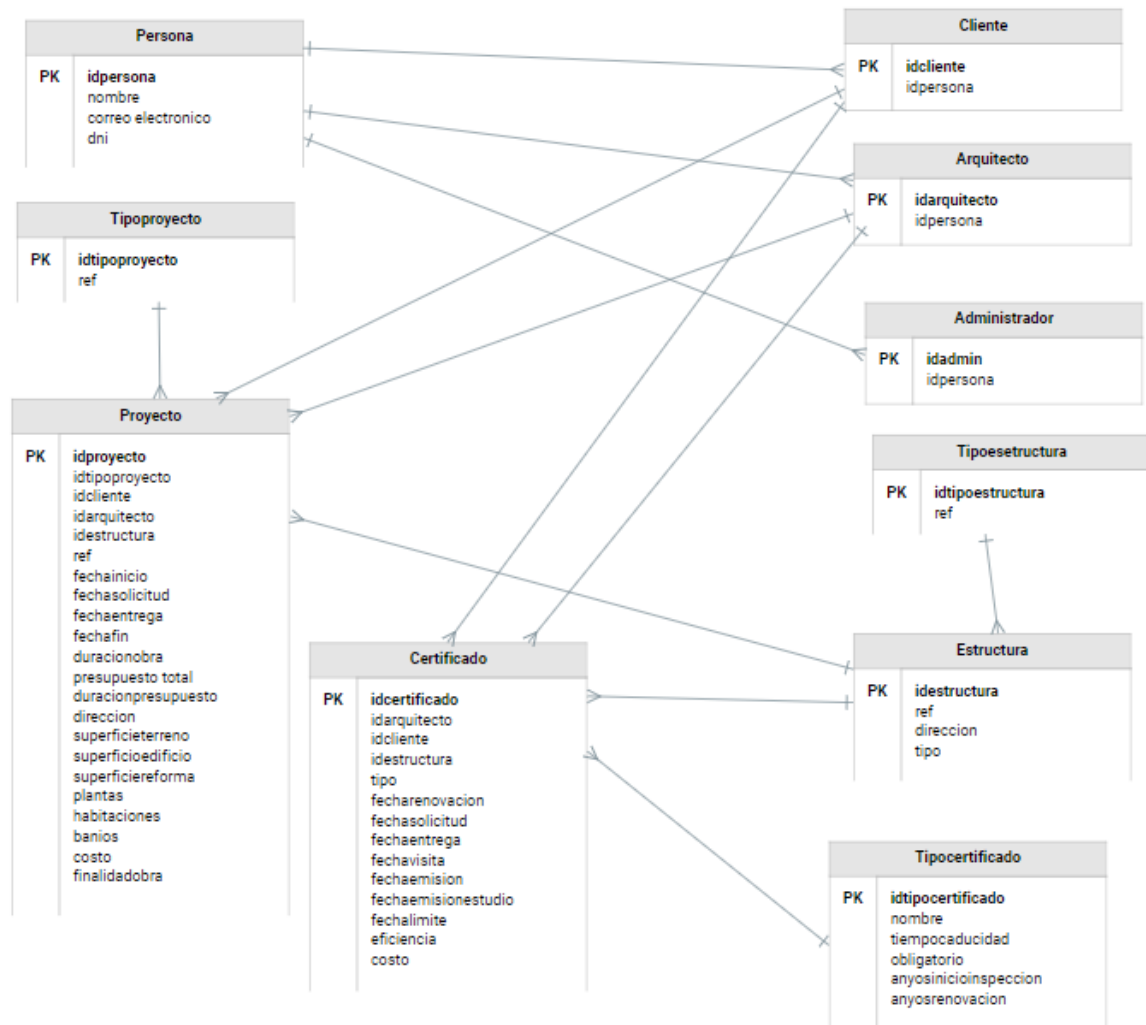 Persona
PK idpersona
nombre
correo electronico
dni
Cliente
PK idcliente
idpersona
Arquitecto
PK idarquitecto
idpersona
Tipoproyecto
PK idtipoproyecto
ref
Administrador
PK idadmin
idpersona
Proyecto
PK idproyecto
idtipoproyecto
idcliente
idarquitecto
idestructura
ref
fechainicio
fechasolicitud
fechaentrega
fechafin
duracionobra
presupuesto total
duracionpresupuesto
direccion
superficieterreno
superficioedificio
superficiereforma
plantas
habitaciones
banios
costo
finalidadobra
Tipoesetructura
PK idtipoestructura
ref
Certificado
PK idcertificado
idarquitecto
idcliente
idestructura
tipo
fecharenovacion
fechasolicitud
fechaentrega
fechavisita
fechaemision
fechaemisionestudio
fechalimite
eficiencia
costo
Estructura
PK idestructura
ref
direccion
tipo
Tipocertificado
PK idtipocertificado
nombre
tiempocaducidad
obligatorio
anyosinicioinspeccion
anyosrenovacion